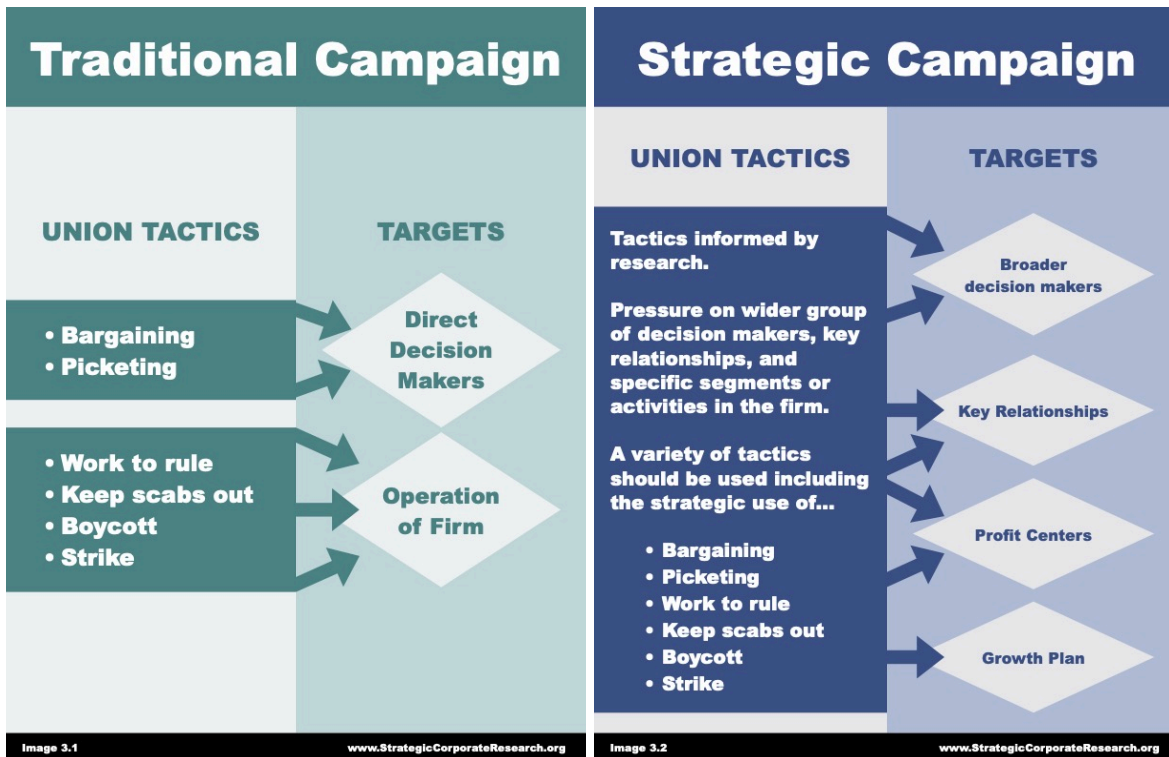 Traditional Campaign
UNION TACTICS
TARGETS
• Bargaining
• Picketing
Direct
Decision
Makers
• Work to rule
• Keep scabs out
• Boycott
• Strike
Operation
of Firm
Image 3.1
www.StrategicCorporateResearch.org
Strategic Campaign
UNION TACTICS
TARGETS
Tactics informed by
research.
Pressure on wider group
of decision makers, key
relationships, and
specific segments or
activities in the firm.
A variety of tactics
should be used including
the strategic use of...
• Bargaining
• Picketing
• Work to rule
• Keep scabs out
• Boycott
• Strike
Broader
decision makers
Key Relationships
Profit Centers
Growth Plan
Image 3.2
www.StrategicCorporateResearch.org